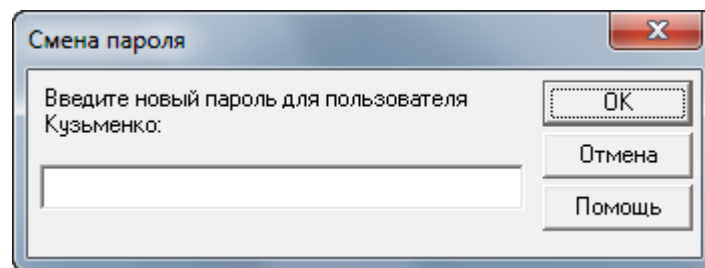 Смена пароля
Введите новый пароль для пользователя
Кузьменко:
OK
Отмена
Помощь